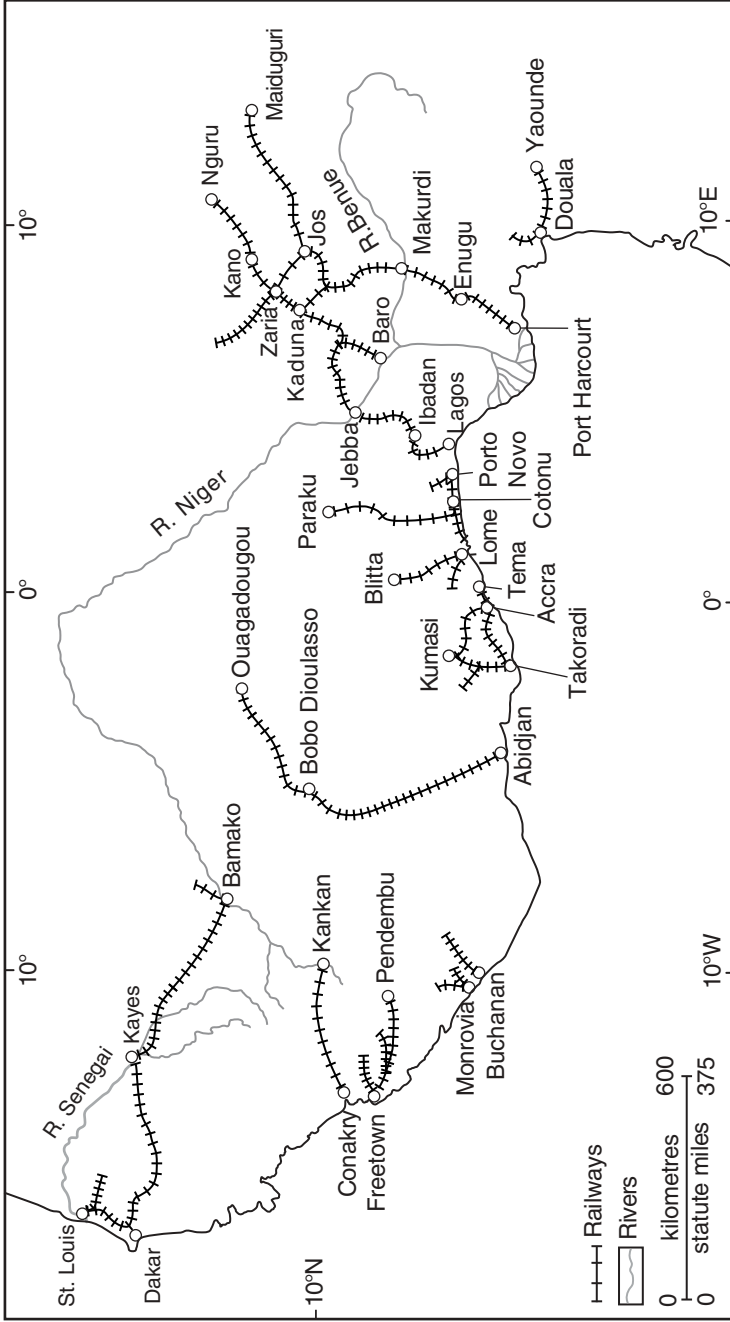 10°
0°
10°
St. Louis
R. Senegai
Kayes
Dakar
Bamako
R. Niger
Ouagadougou
Bobo Dioulasso
Kano
Nguru
Maiduguri
Zaria
Jos
Kaduna
R.Benue
Baro
Makurdi
Enugu
Jebba
Ibadan
Lagos
Paraku
Blitta
Porto
Novo
Cotonu
Lome
Tema
Accra
Kumasi
Takoradi
Abidjan
Port Harcourt
Yaounde
Douala
Kankan
Pendembu
Conakry
Freetown
Monrovia
Buchanan
10°N
10°W
0°
10°E
Railways
Rivers
0 kilometres 600
0 statute miles 375